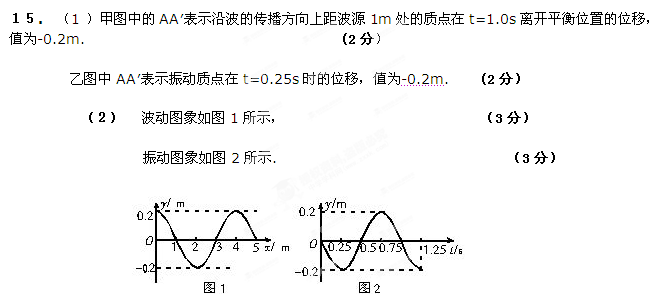 15. (1)甲图中的 AA′表示沿波的传播方向上距波源 1m 处的质点在 t=1.0s 离开平衡位置的位移,
值为-0.2m. (2分)
乙图中 AA′表示振动质点在 t=0.25s 时的位移，值为-0.2m. (2分)
(2) 波动图象如图 1 所示, (3分)
振动图象如图 2 所示. (3分)
y/ m
0.2
O
1 2 3 4 5 x/ m
-0.2
图1
y/m
0.2
O
0.25 0.5 0.75 1.25 t/s
-0.2
图2